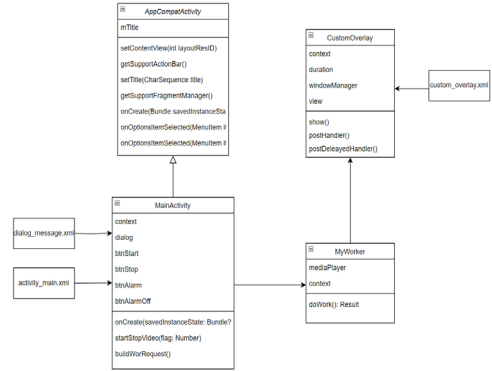 AppCompatActivity
mTitle
setContentView(int layoutResID)
getSupportActionBar()
setTitle(CharSequence title)
getSupportFragmentManager()
onCreate(Bundle savedInstanceSta
onOptionsItemSelected(MenuItem i
onOptionsItemSelected(MenuItem i
CustomOverlay
context
duration
windowManager
view
show()
postHandler()
postDeleayedHandler()
custom_overlay.xml
MainActivity
context
dialog
btnStart
btnStop
btnAlarm
btnAlarmOff
onCreate(savedInstanceState: Bundle?
startStopVideo(flag: Number)
buildWorRequest()
dialog_message.xml
activity_main.xml
MyWorker
mediaPlayer
context
doWork(): Result